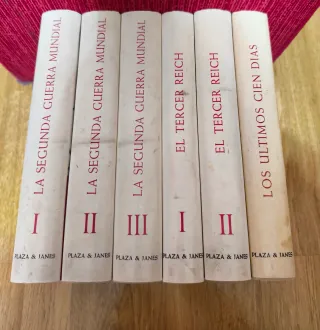 LA SEGUNDA GUERRA MUNDIAL
I
PLAZA & JANES
LA SEGUNDA GUERRA MUNDIAL
II
PLAZA & JANES
LA SEGUNDA GUERRA MUNDIAL
III
PLAZA & JANES
EL TERCER REICH
I
PLAZA & JANES
EL TERCER REICH
II
PLAZA & JANES
LOS ULTIMOS CIEN DIAS
PLAZA & JANES